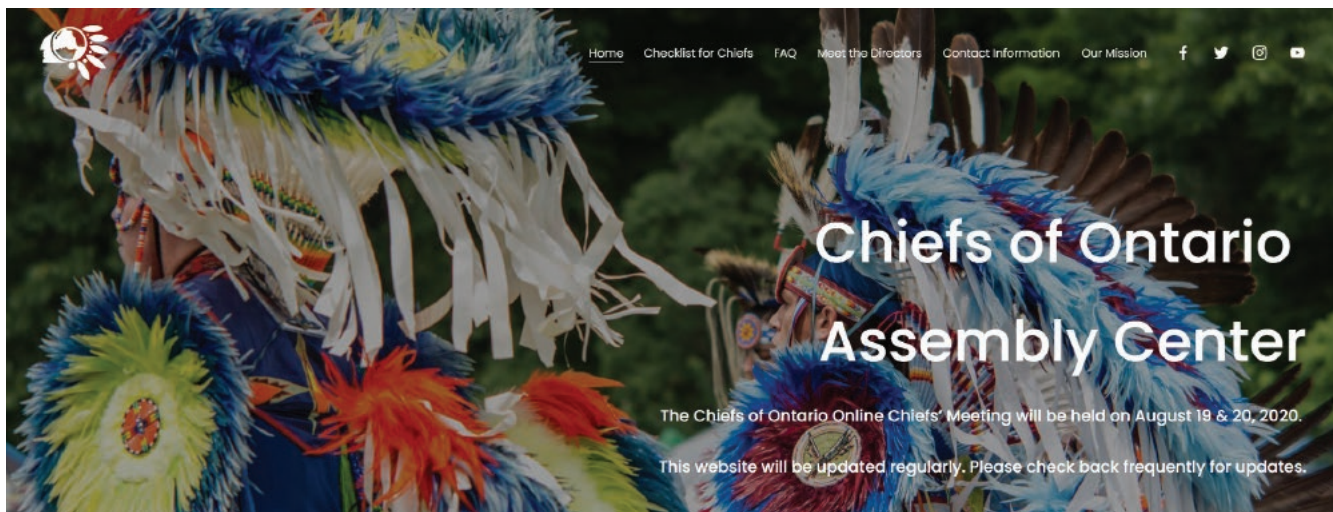 Home Checklist for Chiefs FAQ Meet the Directors Contact Information Our Mission
Chiefs of Ontario
Assembly Center
The Chiefs of Ontario Online Chiefs' Meeting will be held on August 19 & 20, 2020.
This website will be updated regularly. Please check back frequently for updates.